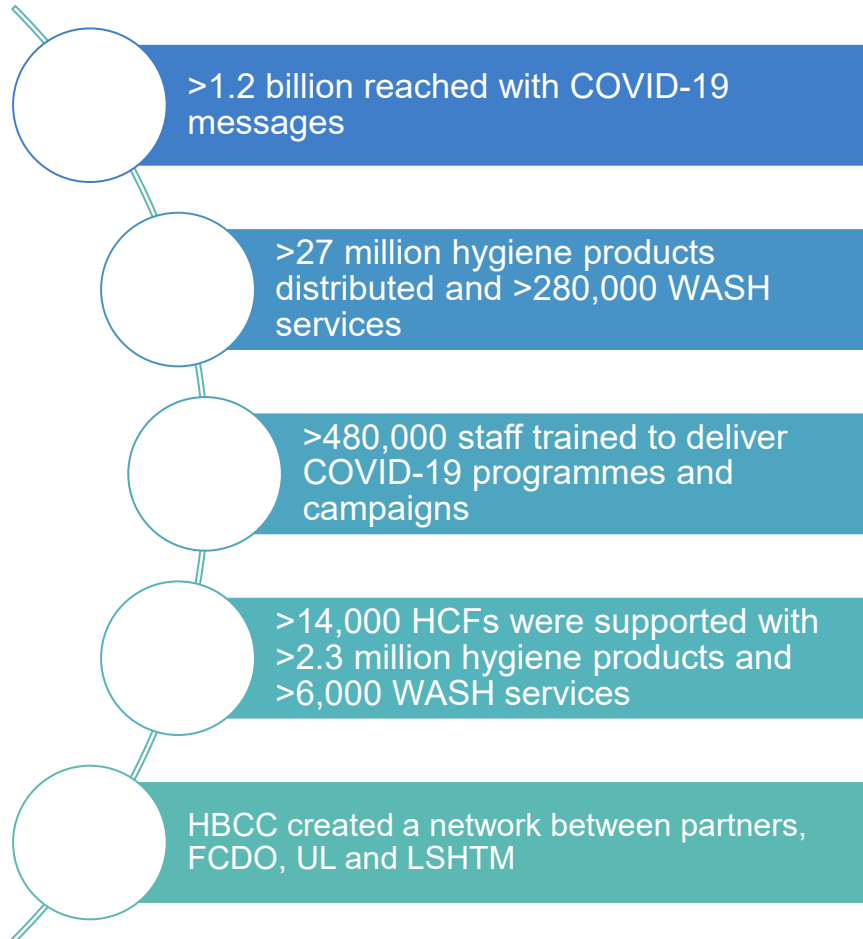 >1.2 billion reached with COVID-19
messages
>27 million hygiene products
distributed and >280,000 WASH
services
>480,000 staff trained to deliver
COVID-19 programmes and
campaigns
>14,000 HCFs were supported with
>2.3 million hygiene products and
>6,000 WASH services
HBCC created a network between partners,
FCDO, UL and LSHTM